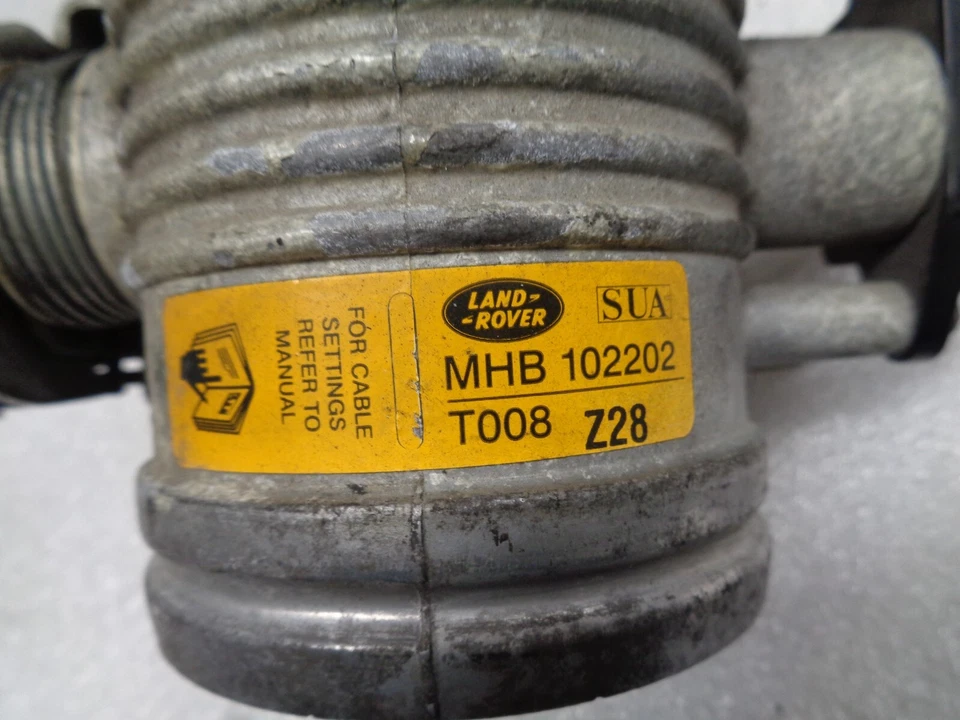 FOR CABLE
SETTINGS
REFER TO
MANUAL
LAND-
-ROVER
SUA
MHB 102202
T008 Z28